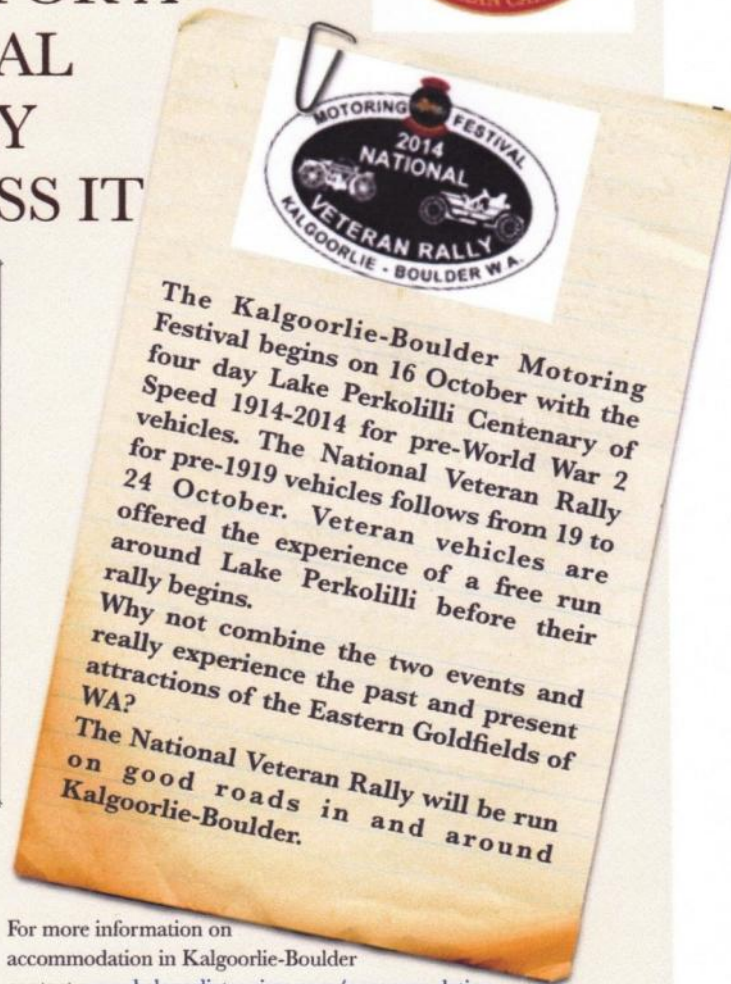 AL
Y
SS IT
MOTORING FESTIVAL
2014
NATIONAL
VETERAN RALLY
KALGOORLIE - BOULDER W A.
The Kalgoorlie-Boulder Motoring
Festival begins on 16 October with the
four day Lake Perkolilli Centenary of
Speed 1914-2014 for pre-World War 2
vehicles. The National Veteran Rally
for pre-1919 vehicles follows from 19 to
24 October. Veteran vehicles are
offered the experience of a free run
around Lake Perkolilli before their
rally begins.
Why not combine the two events and
really experience the past and present
attractions of the Eastern Goldfields of
WA?
The National Veteran Rally will be run
on good roads in and around
Kalgoorlie-Boulder.
For more information on
accommodation in Kalgoorlie-Boulder